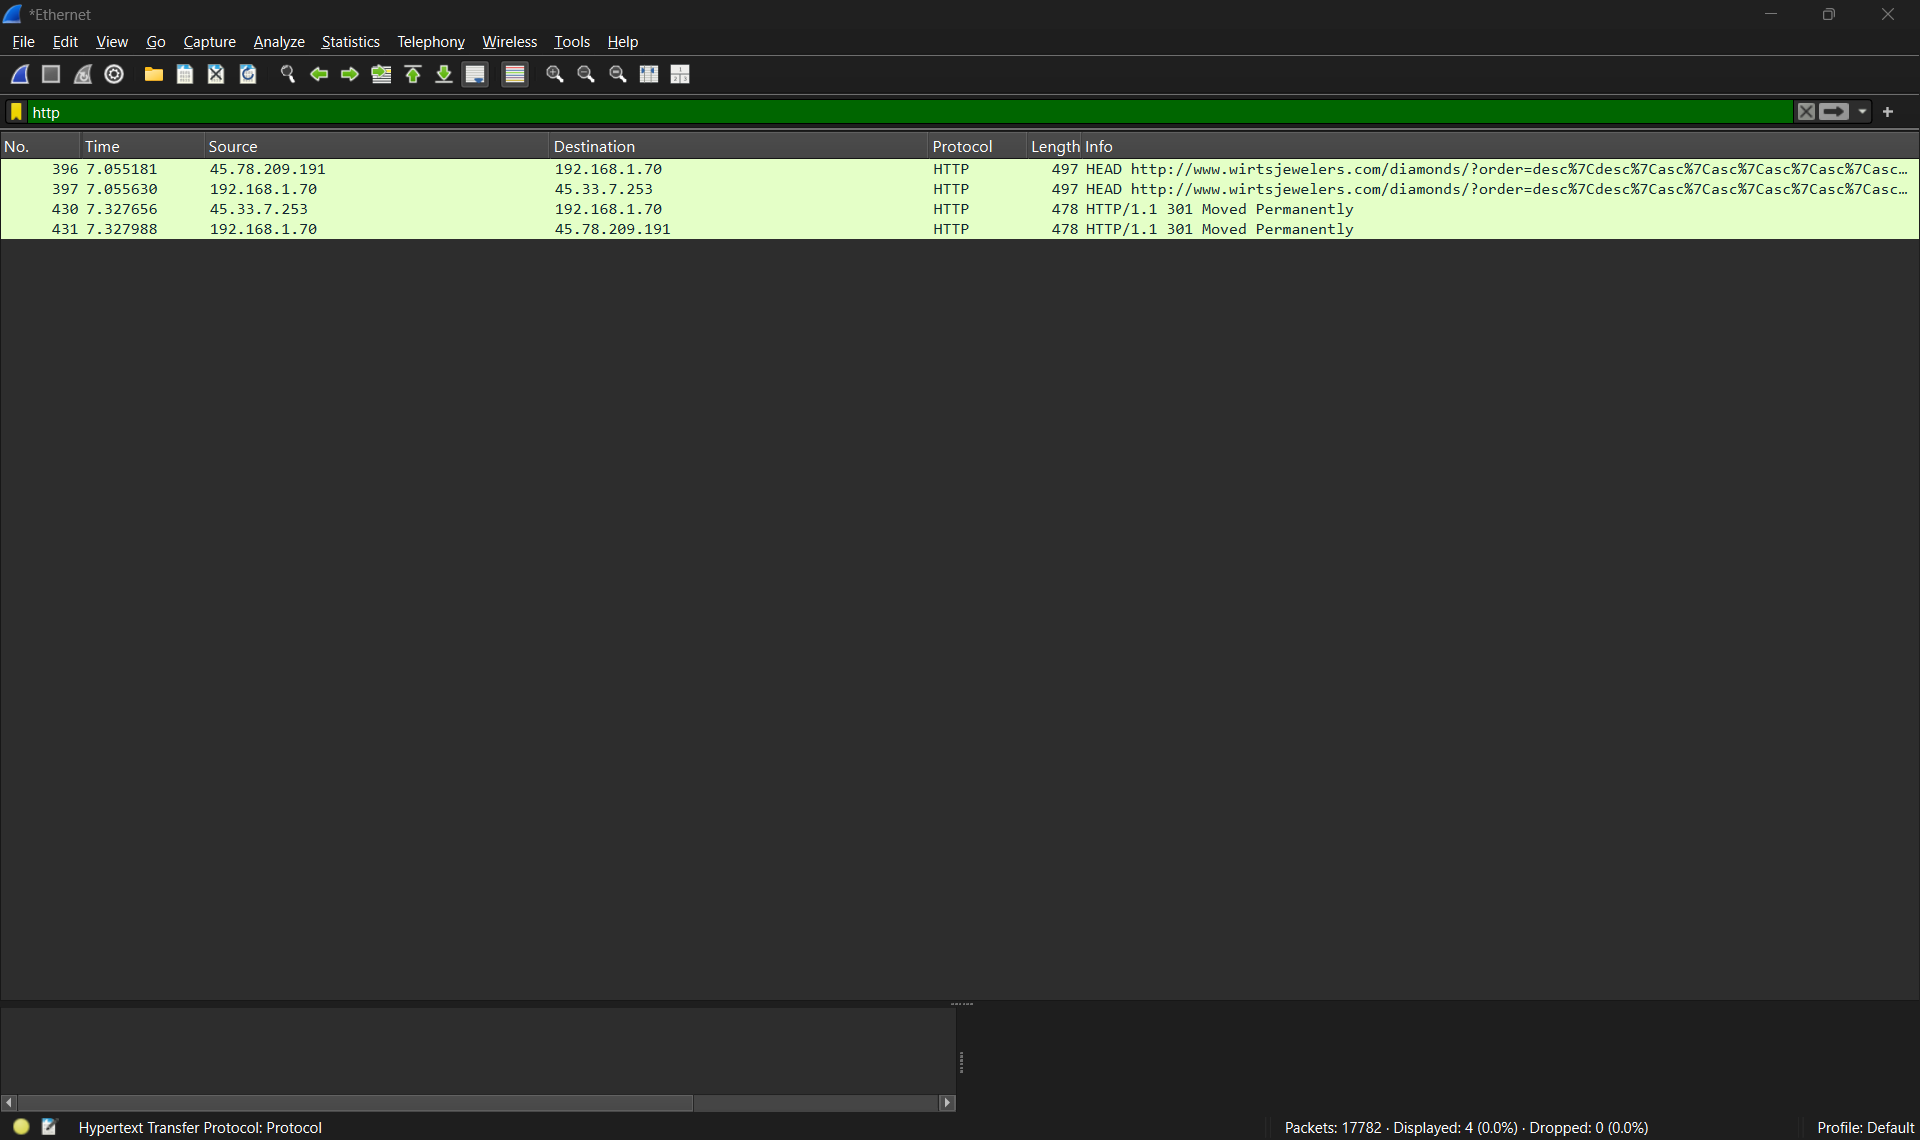 *Ethernet
File Edit View Go Capture Analyze Statistics Telephony Wireless Tools Help
http
No. Time Source Destination Protocol Length Info
396 7.055181 45.78.209.191 192.168.1.70 HTTP 497 HEAD http://www.wirtsjewelers.com/diamonds/?order=desc%7Cdesc%7Casc%7Casc%7Casc%7Casc%7Casc…
397 7.055630 192.168.1.70 45.33.7.253 HTTP 497 HEAD http://www.wirtsjewelers.com/diamonds/?order=desc%7Cdesc%7Casc%7Casc%7Casc%7Casc%7Casc…
430 7.327656 45.33.7.253 192.168.1.70 HTTP 478 HTTP/1.1 301 Moved Permanently
431 7.327988 192.168.1.70 45.78.209.191 HTTP 478 HTTP/1.1 301 Moved Permanently
Hypertext Transfer Protocol: Protocol Packets: 17782 · Displayed: 4 (0.0%) · Dropped: 0 (0.0%) Profile: Default